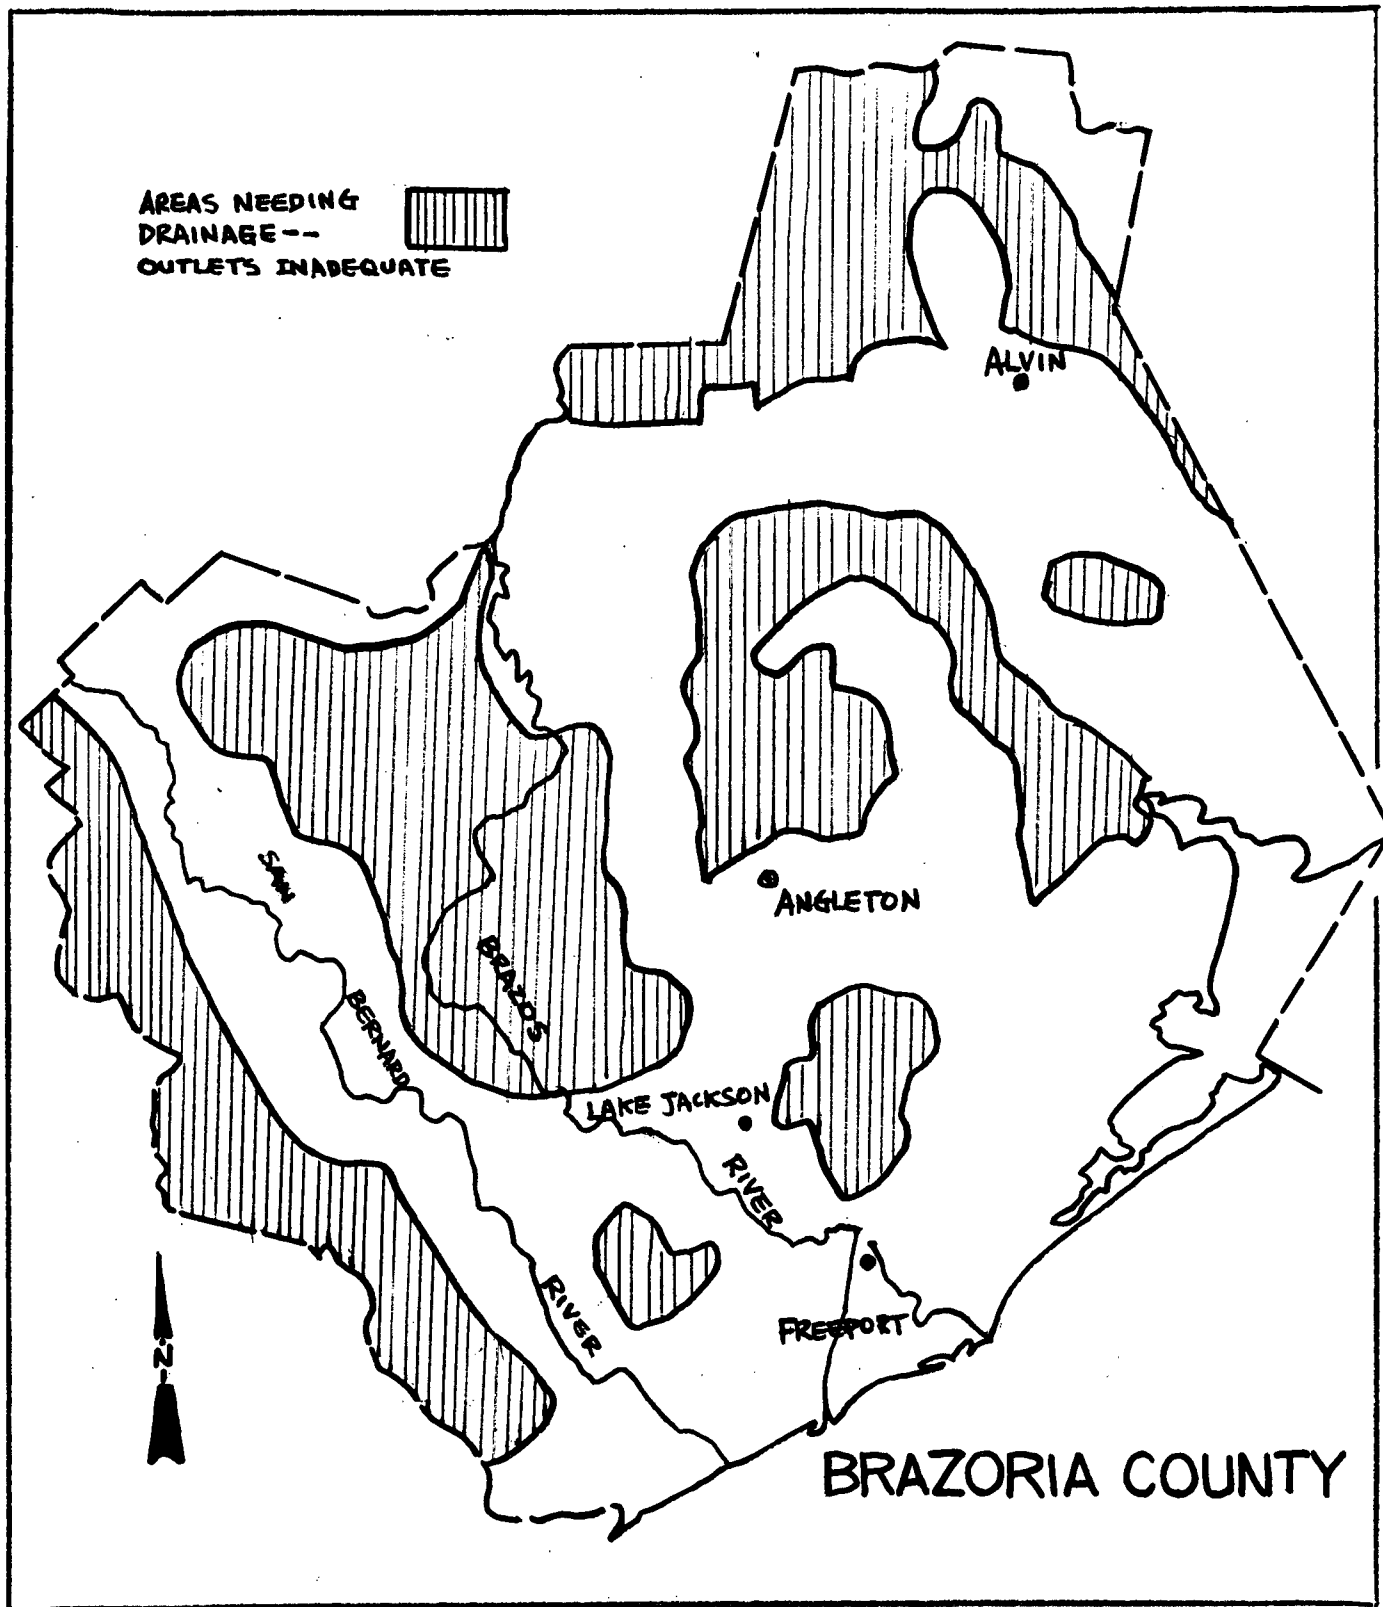 AREAS NEEDING
DRAINAGE--
OUTLETS INADEQUATE
ALVIN
SAN
ANGLETON
BRAZOS
BERNARD
LAKE JACKSON
RIVER
RIVER
FREEPORT
-N-
BRAZORIA COUNTY